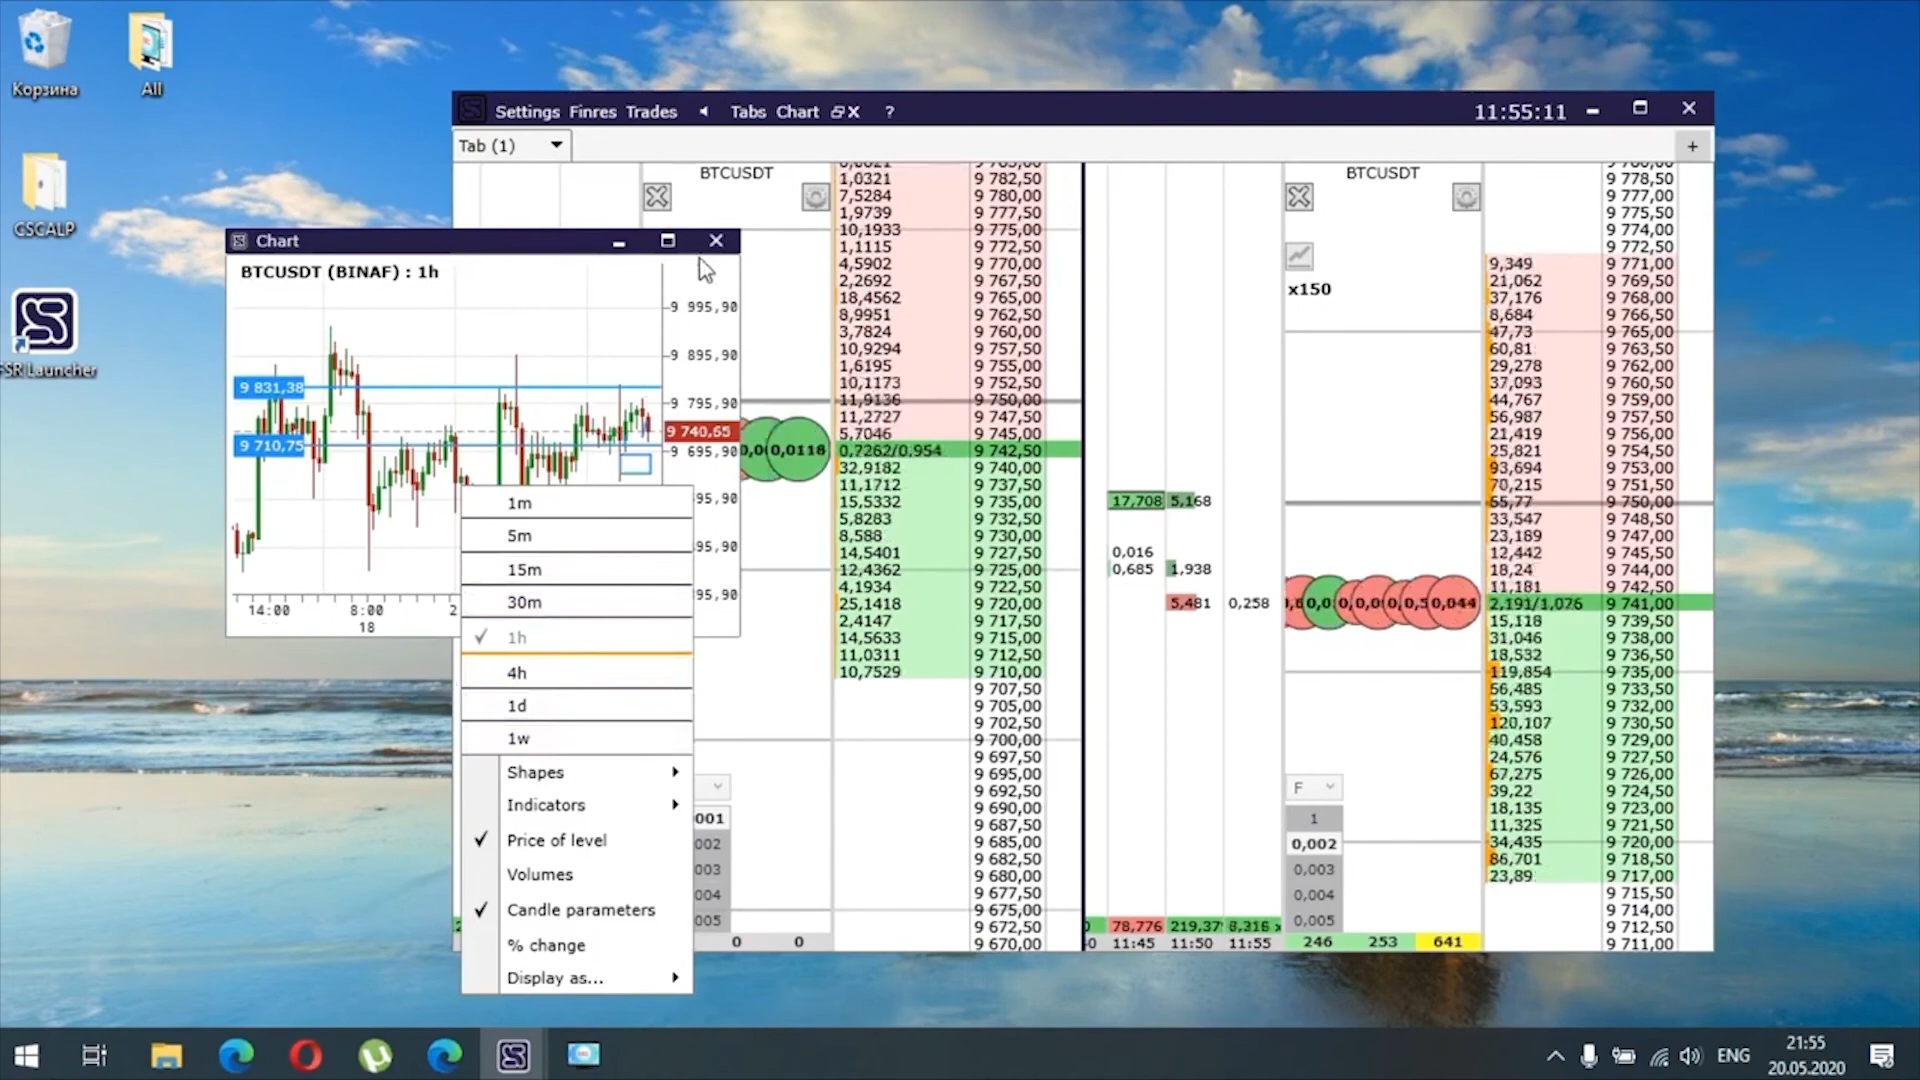 Корзина
All
CSCALP
FSR Launcher
Settings Finres Trades Tabs Chart ?
11:55:11
Tab (1)
+
Chart
BTCUSDT (BINAF) : 1h
9 995,90
9 895,90
9 831,38
9 795,90
9 740,65
9 710,75
9 695,90
95,90
95,90
95,90
14:00 8:00 2
18
1m
5m
15m
30m
1h
4h
1d
1w
Shapes
Indicators
Price of level
Volumes
Candle parameters
% change
Display as...
BTCUSDT
1,0321 9 782,50
7,5284 9 780,00
1,9739 9 777,50
10,1933 9 775,00
1,1115 9 772,50
4,5902 9 770,00
2,2692 9 767,50
18,4562 9 765,00
8,9951 9 762,50
3,7824 9 760,00
10,9294 9 757,50
1,6195 9 755,00
10,1173 9 752,50
11,9136 9 750,00
11,2727 9 747,50
5,7046 9 745,00
0,0118 0,7262/0,954 9 742,50
32,9182 9 740,00
11,1712 9 737,50
15,5332 9 735,00
5,8283 9 732,50
8,588 9 730,00
14,5401 9 727,50
12,4362 9 725,00
4,1934 9 722,50
25,1418 9 720,00
2,4147 9 717,50
14,5633 9 715,00
11,0311 9 712,50
10,7529 9 710,00
9 707,50
9 705,00
9 702,50
9 700,00
9 697,50
9 695,00
9 692,50
9 690,00
9 687,50
9 685,00
9 682,50
9 680,00
9 677,50
9 675,00
9 672,50
9 670,00
001
002
003
004
005
0 0
17,708 5,168
0,016
0,685 1,938
5,481 0,258
78,776 219,37 8,316
11:45 11:50 11:55
BTCUSDT
x150
0,044
F
1
0,002
0,003
0,004
0,005
246 253 641
9 778,50
9 777,00
9 775,50
9 774,00
9 772,50
9,349 9 771,00
21,062 9 769,50
37,176 9 768,00
8,684 9 766,50
47,73 9 765,00
60,81 9 763,50
29,278 9 762,00
37,093 9 760,50
44,767 9 759,00
56,987 9 757,50
21,419 9 756,00
25,821 9 754,50
93,694 9 753,00
70,215 9 751,50
65,77 9 750,00
33,547 9 748,50
23,189 9 747,00
12,442 9 745,50
18,24 9 744,00
11,181 9 742,50
2,191/1,076 9 741,00
15,118 9 739,50
31,046 9 738,00
18,532 9 736,50
119,854 9 735,00
56,485 9 733,50
53,593 9 732,00
120,107 9 730,50
40,458 9 729,00
24,576 9 727,50
67,275 9 726,00
39,22 9 724,50
18,135 9 723,00
11,325 9 721,50
34,435 9 720,00
86,701 9 718,50
23,89 9 717,00
9 715,50
9 714,00
9 712,50
9 711,00
ENG
21:55
20.05.2020